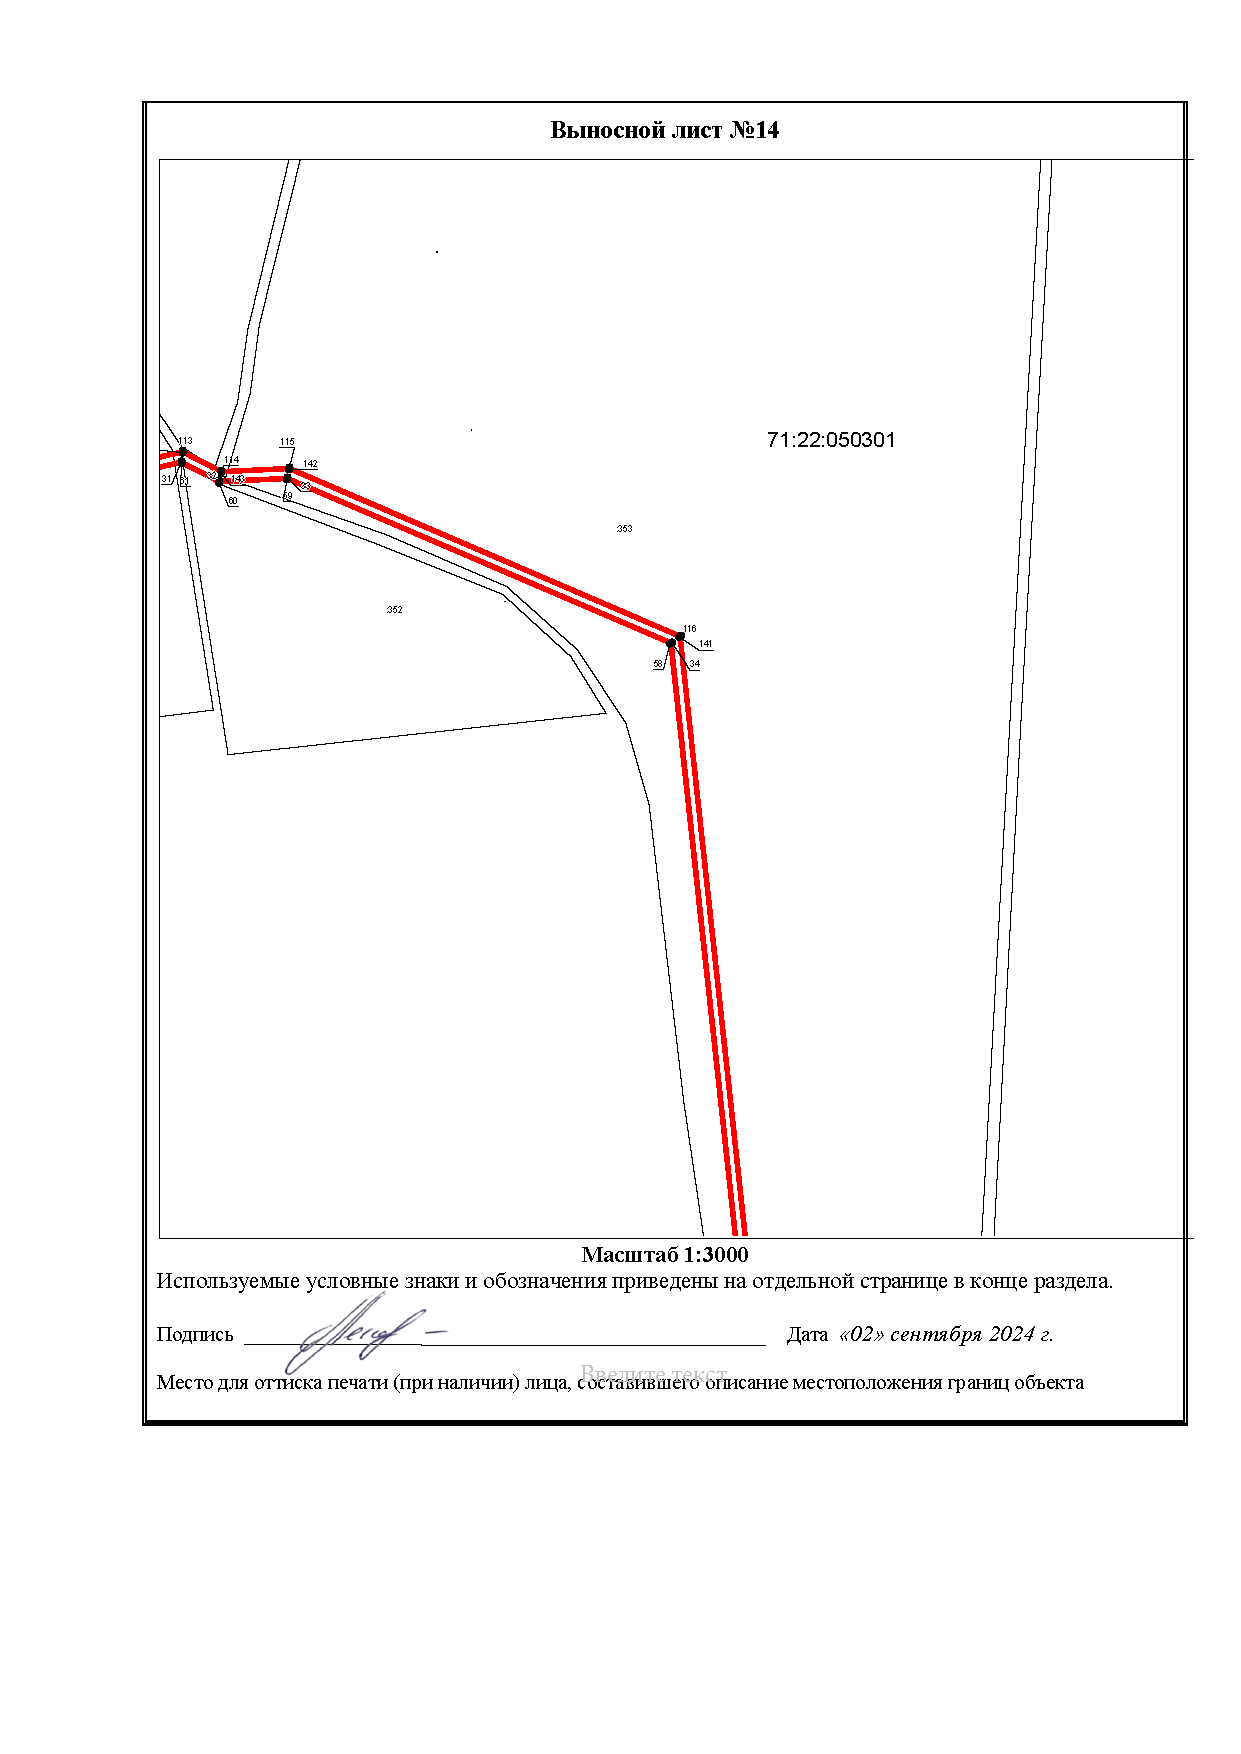 Выносной лист №14
113
115
71:22:050301
114
142
31
61
32
143
33
59
60
:353
:352
116
141
58
34
Масштаб 1:3000
Используемые условные знаки и обозначения приведены на отдельной странице в конце раздела.
Подпись
Дата «02» сентября 2024 г.
Введите текст
Место для оттиска печати (при наличии) лица, составившего описание местоположения границ объекта